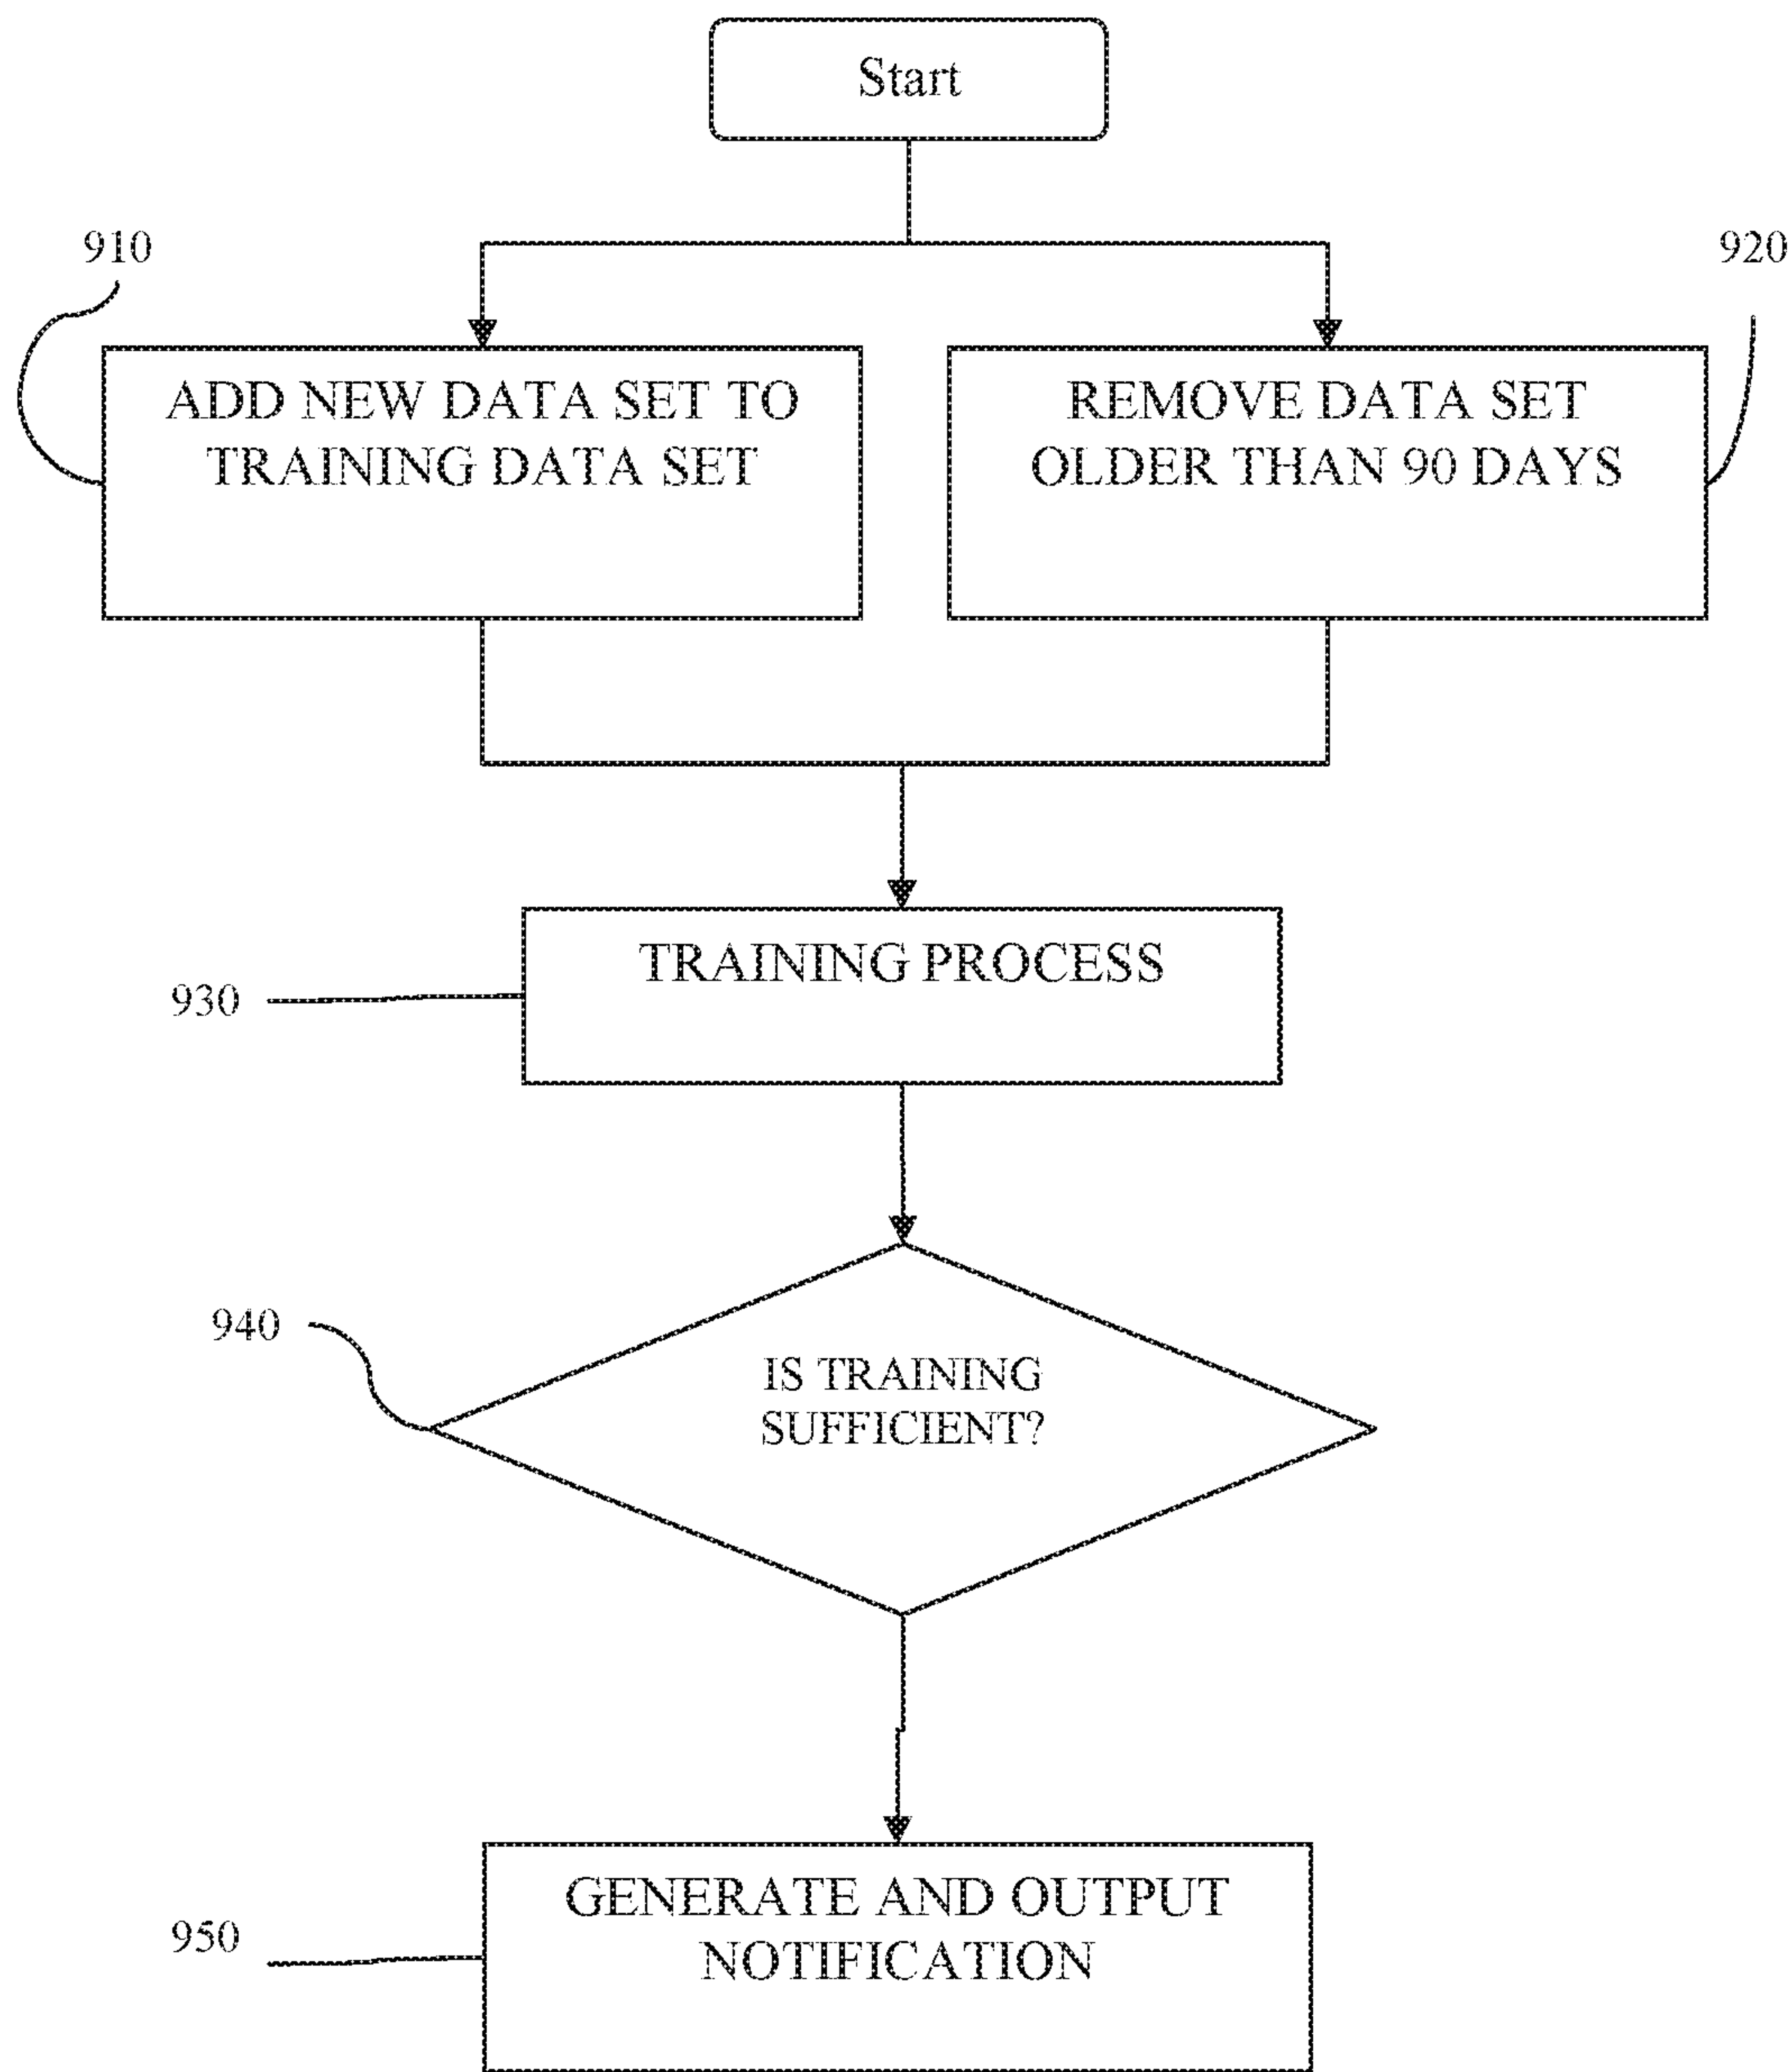 Start
910
920
ADD NEW DATA SET TO
TRAINING DATA SET
REMOVE DATA SET
OLDER THAN 90 DAYS
TRAINING PROCESS
930
940
IS TRAINING
SUFFICIENT?
GENERATE AND OUTPUT
NOTIFICATION
950